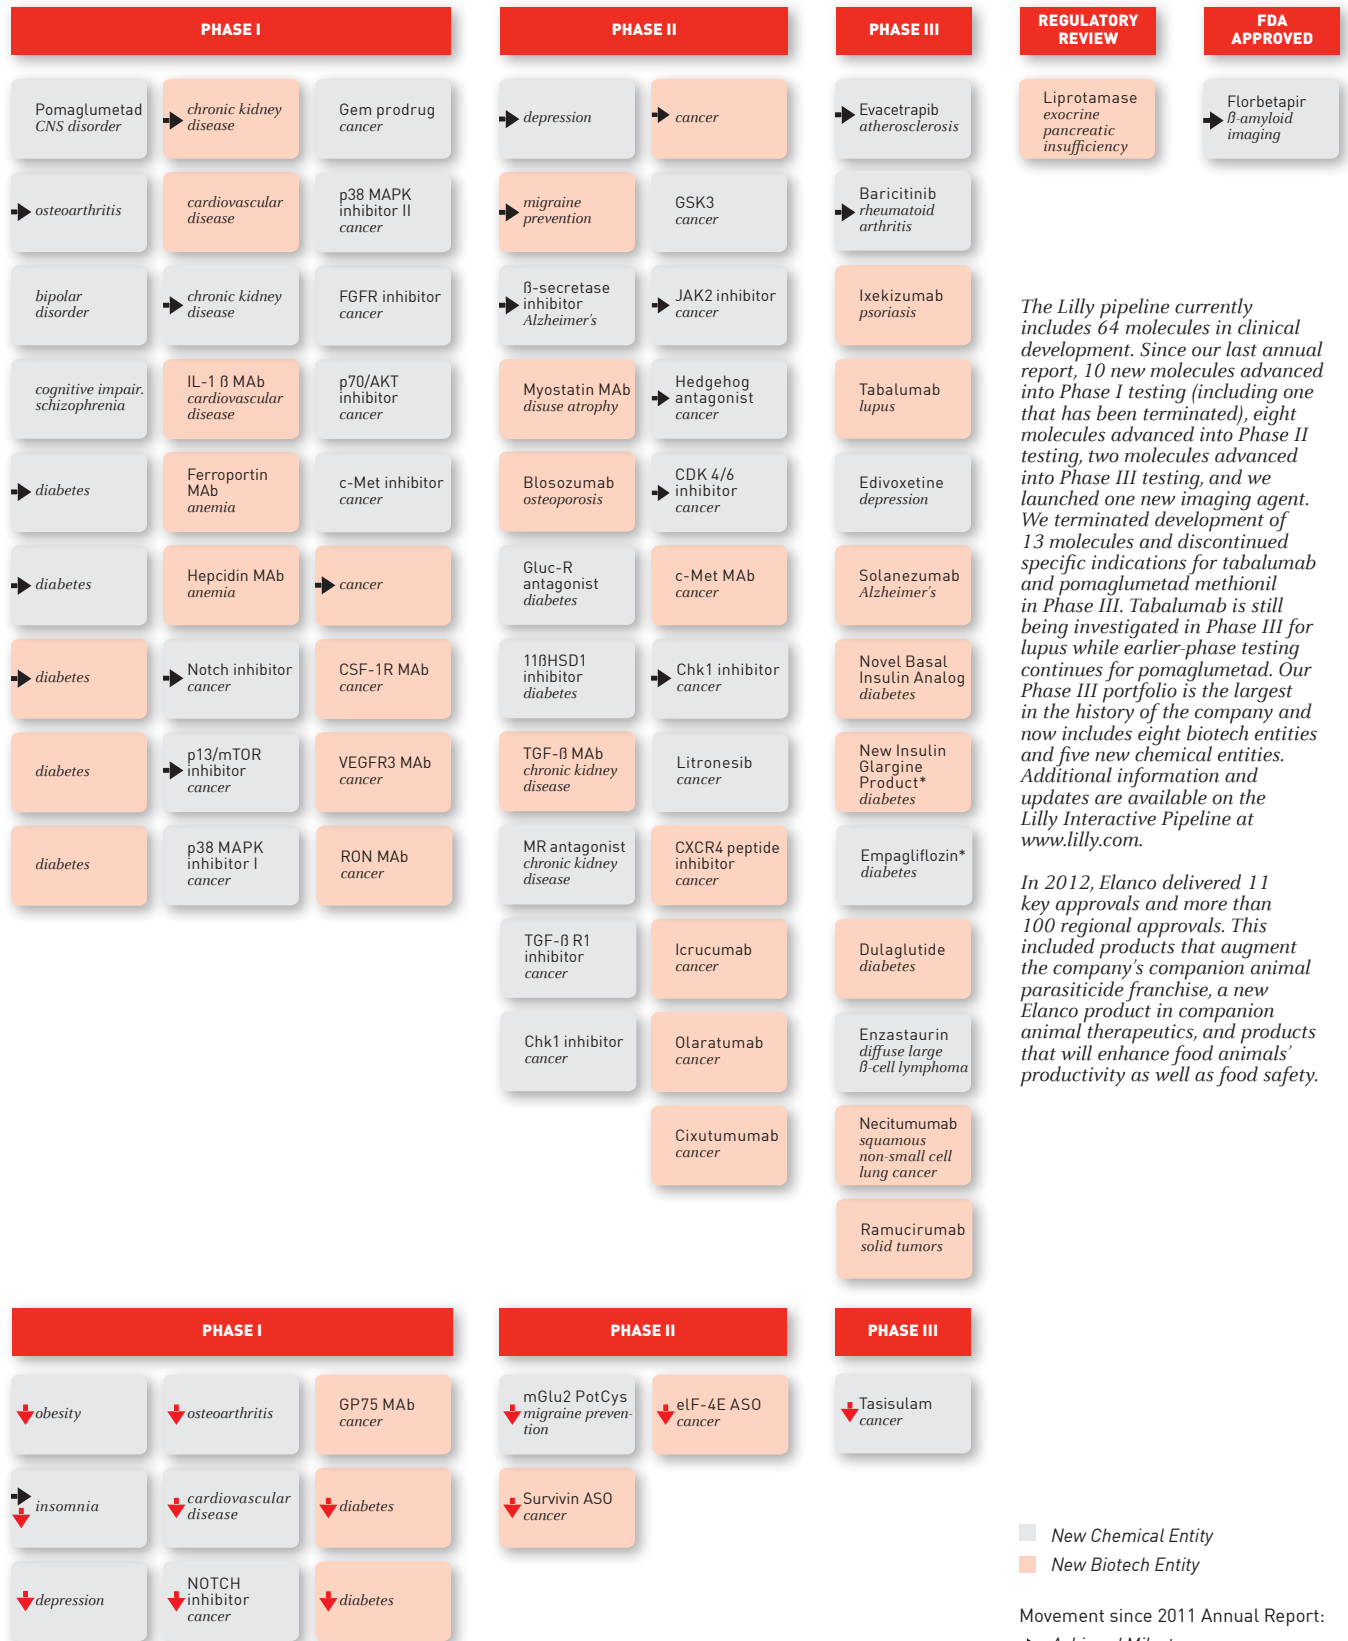 PHASE I
PHASE II
PHASE III
REGULATORY
REVIEW
FDA
APPROVED
Pomaglumetad
CNS disorder
chronic kidney
disease
Gem prodrug
cancer
osteoarthritis
cardiovascular
disease
p38 MAPK
inhibitor II
cancer
bipolar
disorder
chronic kidney
disease
FGFR inhibitor
cancer
cognitive impair.
schizophrenia
IL-1 ß MAb
cardiovascular
disease
p70/AKT
inhibitor
cancer
diabetes
Ferroportin
MAb
anemia
c-Met inhibitor
cancer
diabetes
Hepcidin MAb
anemia
cancer
diabetes
Notch inhibitor
cancer
CSF-1R MAb
cancer
diabetes
p13/mTOR
inhibitor
cancer
VEGFR3 MAb
cancer
diabetes
p38 MAPK
inhibitor I
cancer
RON MAb
cancer
depression
cancer
migraine
prevention
GSK3
cancer
ß-secretase
inhibitor
Alzheimer's
JAK2 inhibitor
cancer
Myostatin MAb
disuse atrophy
Hedgehog
antagonist
cancer
Blosozumab
osteoporosis
CDK 4/6
inhibitor
cancer
Gluc-R
antagonist
diabetes
c-Met MAb
cancer
11ßHSD1
inhibitor
diabetes
Chk1 inhibitor
cancer
TGF-ß MAb
chronic kidney
disease
Litronesib
cancer
MR antagonist
chronic kidney
disease
CXCR4 peptide
inhibitor
cancer
TGF-ß R1
inhibitor
cancer
Icrucumab
cancer
Chk1 inhibitor
cancer
Olaratumab
cancer
Cixutumumab
cancer
Evacetrapib
atherosclerosis
Baricitinib
rheumatoid
arthritis
Ixekizumab
psoriasis
Tabalumab
lupus
Edivoxetine
depression
Solanezumab
Alzheimer's
Novel Basal
Insulin Analog
diabetes
New Insulin
Glargine
Product*
diabetes
Empagliflozin*
diabetes
Dulaglutide
diabetes
Enzastaurin
diffuse large
ß-cell lymphoma
Necitumumab
squamous
non-small cell
lung cancer
Ramucirumab
solid tumors
Liprotamase
exocrine
pancreatic
insufficiency
Florbetapir
ß-amyloid
imaging
The Lilly pipeline currently
includes 64 molecules in clinical
development. Since our last annual
report, 10 new molecules advanced
into Phase I testing (including one
that has been terminated), eight
molecules advanced into Phase II
testing, two molecules advanced
into Phase III testing, and we
launched one new imaging agent.
We terminated development of
13 molecules and discontinued
specific indications for tabalumab
and pomaglumetad methionil
in Phase III. Tabalumab is still
being investigated in Phase III for
lupus while earlier-phase testing
continues for pomaglumetad. Our
Phase III portfolio is the largest
in the history of the company and
now includes eight biotech entities
and five new chemical entities.
Additional information and
updates are available on the
Lilly Interactive Pipeline at
www.lilly.com.
In 2012, Elanco delivered 11
key approvals and more than
100 regional approvals. This
included products that augment
the company's companion animal
parasiticide franchise, a new
Elanco product in companion
animal therapeutics, and products
that will enhance food animals'
productivity as well as food safety.
PHASE I
PHASE II
PHASE III
obesity
osteoarthritis
GP75 MAb
cancer
insomnia
cardiovascular
disease
diabetes
depression
NOTCH
inhibitor
cancer
diabetes
mGlu2 PotCys
migraine preven-
tion
eIF-4E ASO
cancer
Survivin ASO
cancer
Tasisulam
cancer
New Chemical Entity
New Biotech Entity
Movement since 2011 Annual Report: